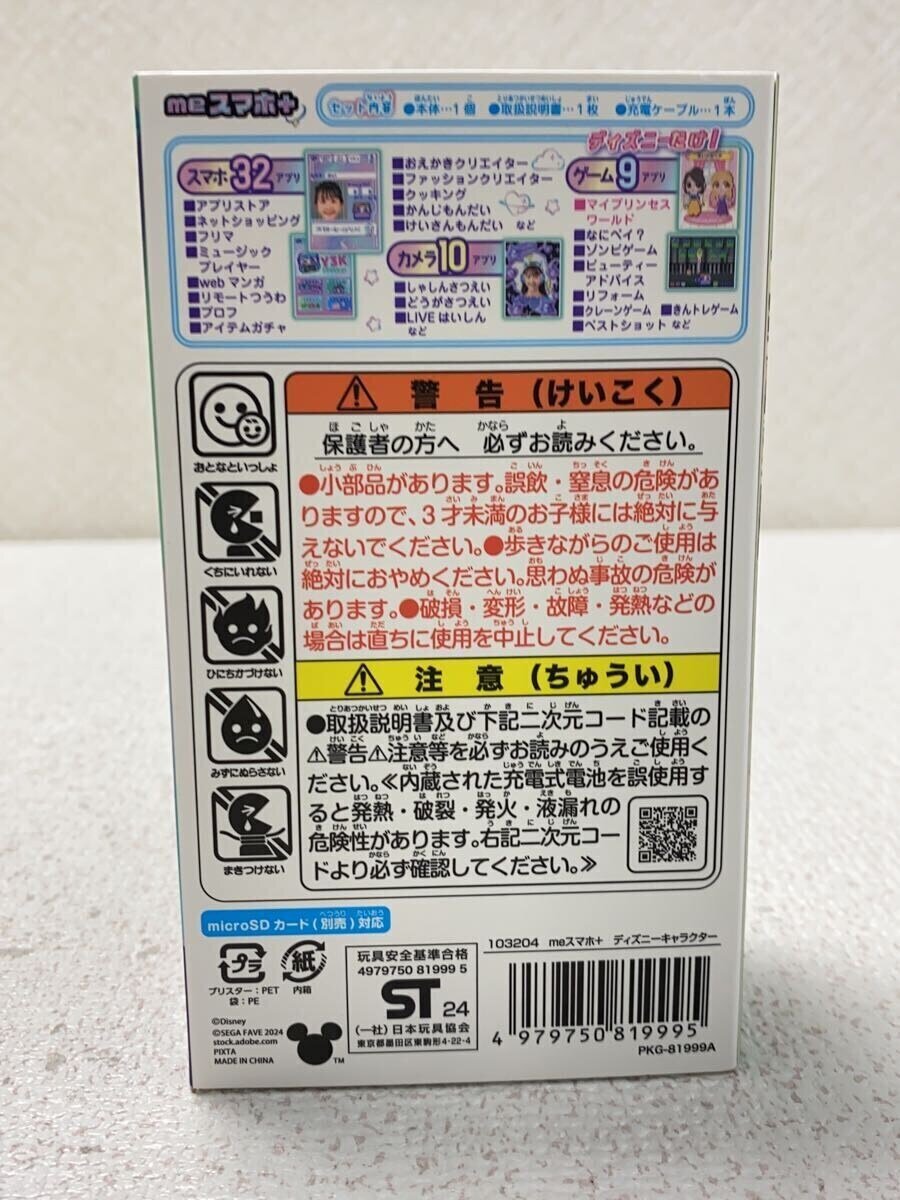 meスマホ+
セット内容 ●本体…1個 ●取扱説明書…1枚 ●充電ケーブル…1本
スマホ32アプリ
■アプリストア
■ネットショッピング
■フリマ
■ミュージック
プレイヤー
■webマンガ
■リモートつうわ
■プロフ
■アイテムガチャ
Y3K
■おえかきクリエイター
■ファッションクリエイター
■クッキング
■かんじもんだい
■けいさんもんだい など
カメラ10アプリ
■しゃしんさつえい
■どうがさつえい
■LIVEはいしん
など
ディズニーだけ!
ゲーム9アプリ
■マイプリンセス
ワールド
■なにペイ?
■ゾンビゲーム
■ビューティー
アドバイス
■リフォーム
■クレーンゲーム ■きんトレゲーム
■ベストショット など
おとなといっしょ
くちにいれない
ひにちかづけない
みずにぬらさない
まきつけない
⚠警告(けいこく)
保護者の方へ 必ずお読みください。
●小部品があります。誤飲・窒息の危険があ
りますので、3才未満のお子様には絶対に与
えないでください。●歩きながらのご使用は
絶対におやめください。思わぬ事故の危険が
あります。●破損・変形・故障・発熱などの
場合は直ちに使用を中止してください。
⚠注意(ちゅうい)
●取扱説明書及び下記二次元コード記載の
⚠警告⚠注意等を必ずお読みのうえご使用く
ださい。≪内蔵された充電式電池を誤使用す
ると発熱・破裂・発火・液漏れの
危険性があります。右記二次元コー
ドより必ず確認してください。≫
microSDカード(別売)対応
プラ
ブリスター:PET
袋:PE
紙
内箱
玩具安全基準合格
4979750 81999 5
ST 24
(一社)日本玩具協会
東京都墨田区東駒形4-22-4
103204 meスマホ+ ディズニーキャラクター
4 979750 819995
PKG-81999A
©Disney
©SEGA FAVE 2024
stock.adobe.com
PIXTA
MADE IN CHINA
TM